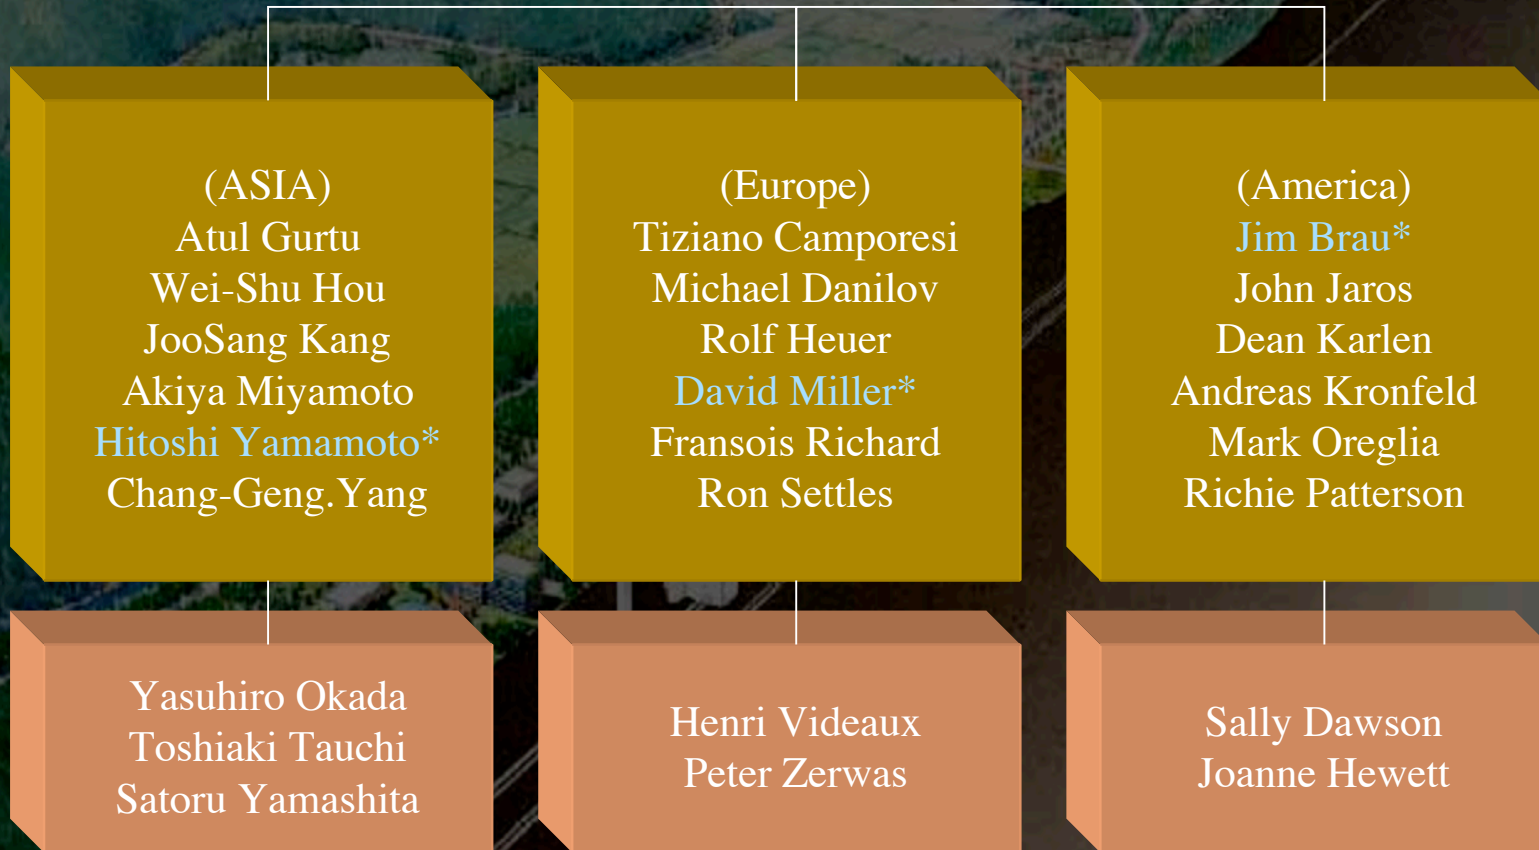 (ASIA)
Atul Gurtu
Wei-Shu Hou
JooSang Kang
Akiya Miyamoto
Hitoshi Yamamoto*
Chang-Geng.Yang
(Europe)
Tiziano Camporesi
Michael Danilov
Rolf Heuer
David Miller*
Fransois Richard
Ron Settles
(America)
Jim Brau*
John Jaros
Dean Karlen
Andreas Kronfeld
Mark Oreglia
Richie Patterson
Yasuhiro Okada
Toshiaki Tauchi
Satoru Yamashita
Henri Videaux
Peter Zerwas
Sally Dawson
Joanne Hewett